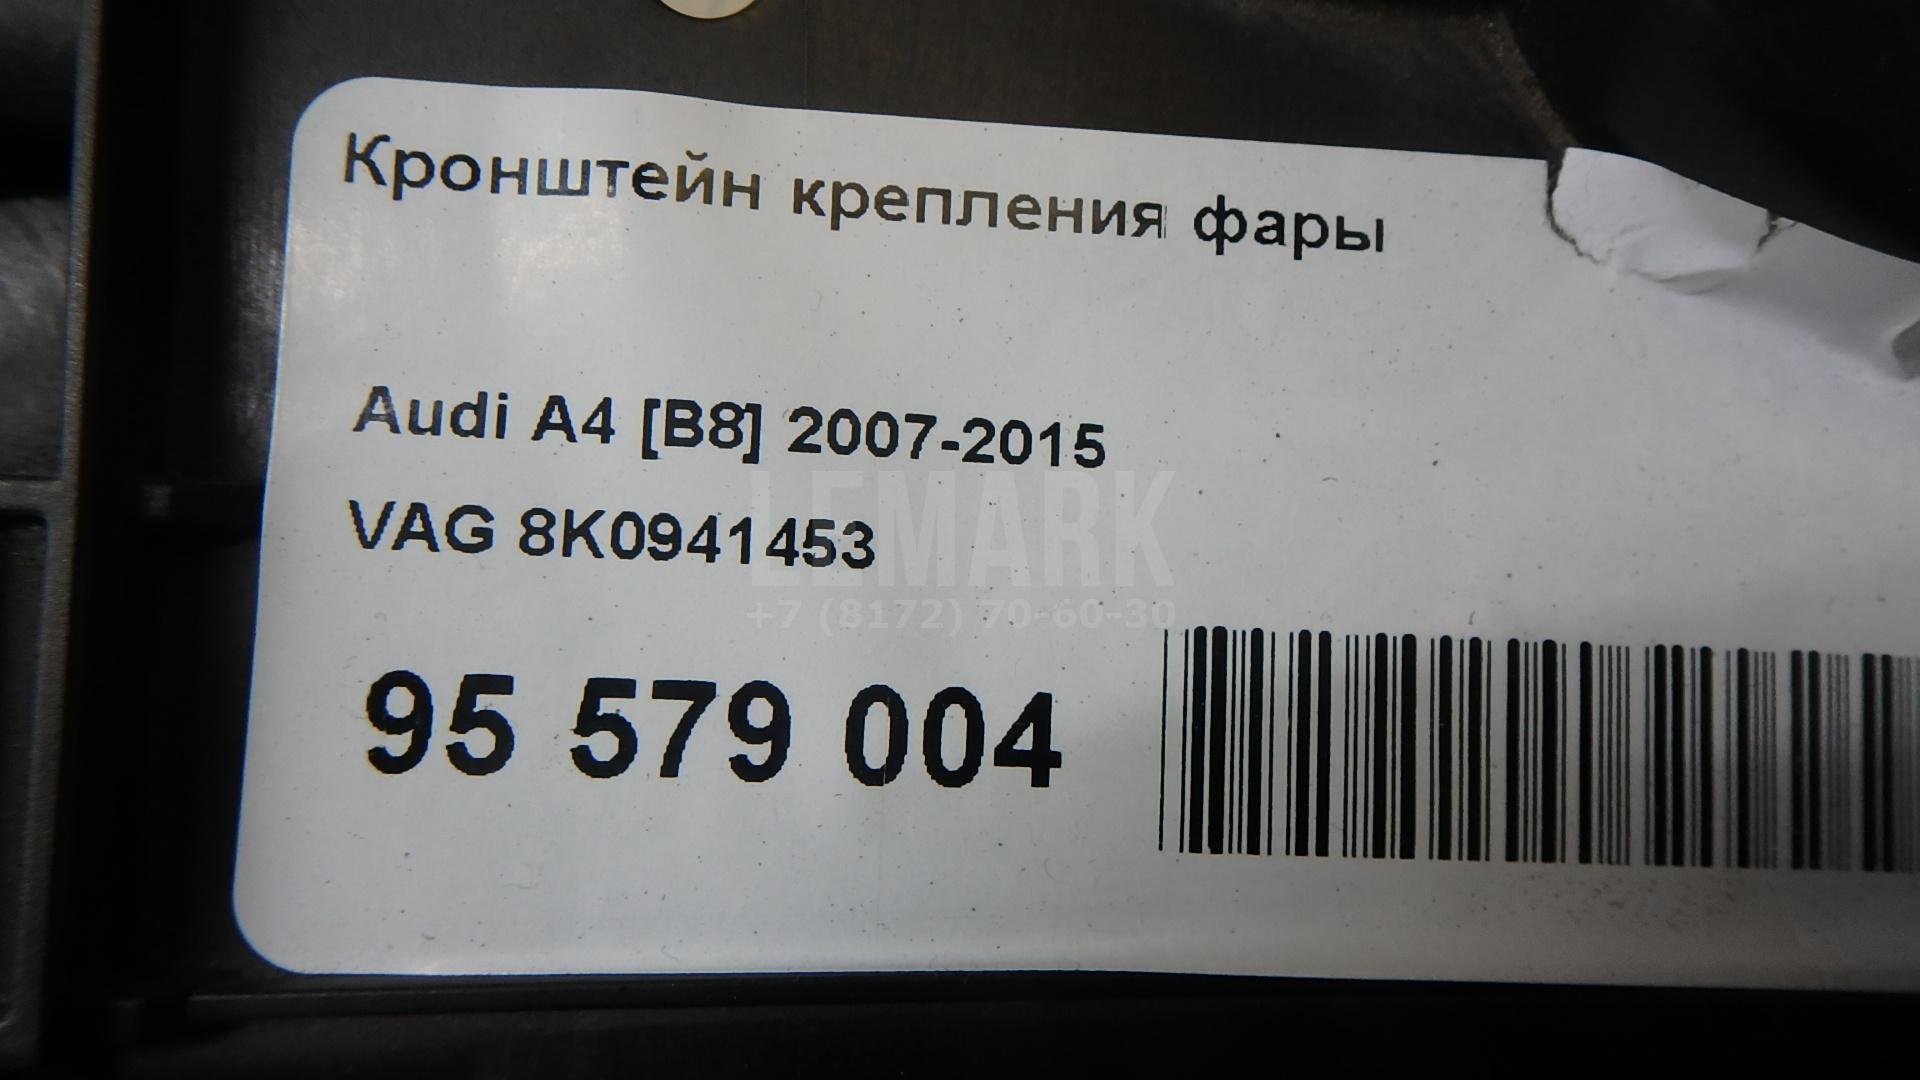 Кронштейн крепления фары
Audi A4 [B8] 2007-2015
VAG 8K0941453
LEMARK
+7 (8172) 70-60-30
95 579 004